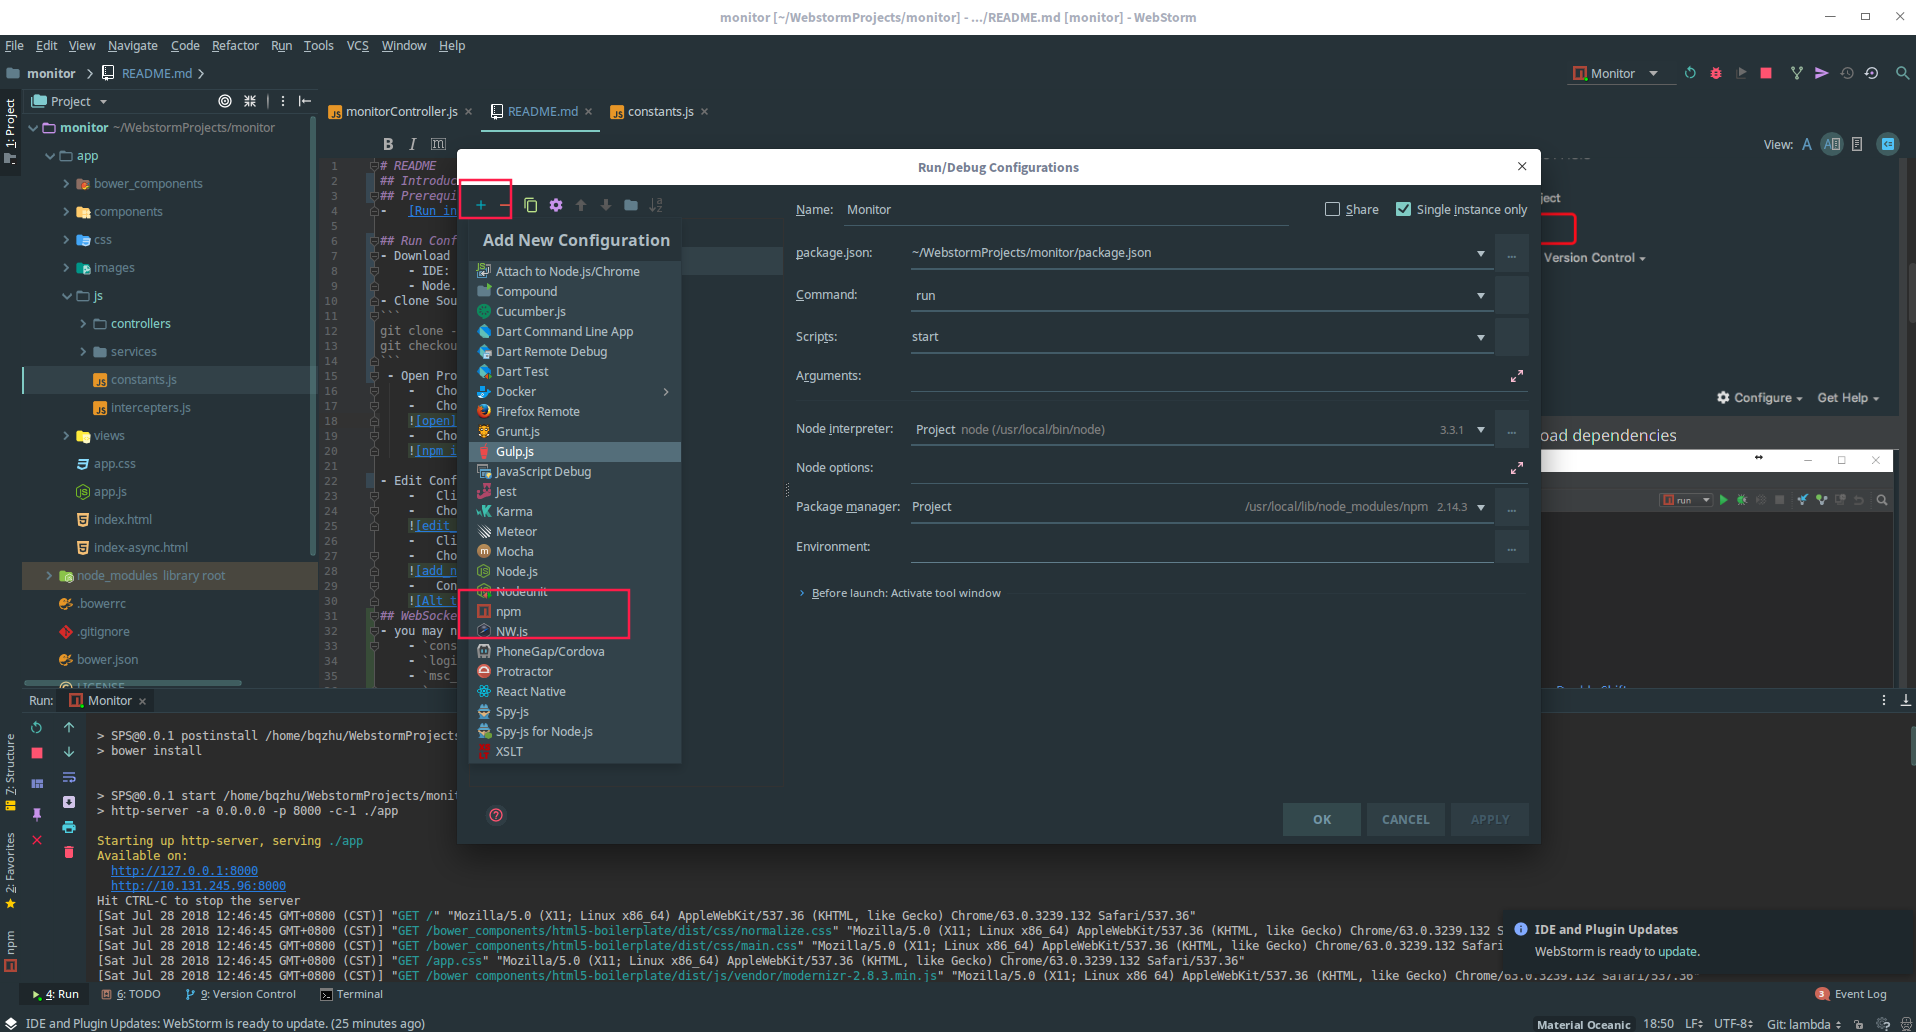 monitor [~/WebstormProjects/monitor] - .../README.md [monitor] - WebStorm
File Edit View Navigate Code Refactor Run Tools VCS Window Help
monitor README.md
Monitor
1: Project
Project
monitorController.js
README.md
constants.js
View:
monitor ~/WebstormProjects/monitor
app
bower_components
components
css
images
js
controllers
services
constants.js
intercepters.js
views
app.css
app.js
index.html
index-async.html
node_modules library root
.bowerrc
.gitignore
bower.json
1 # README
2 ## Introduc
3 ## Prerequi
4 - [Run in
5
6 ## Run Conf
7 - Download
8 - IDE:
9 - Node.
10 - Clone Sou
11 ```
12 git clone -
13 git checkou
14 ```
15 - Open Pro
16 - Cho
17 - Cho
18 ![open]
19 - Cho
20 ![npm i
21
22 - Edit Conf
23 - Cli
24 - Cho
25 ![edit_
26 - Cli
27 - Cho
28 ![add_n
29 - Con
30 ![Alt t
31 ## WebSocke
32 - you may n
33 - `cons
34 - `logi
35 - `msc_
Run/Debug Configurations
Add New Configuration
Attach to Node.js/Chrome
Compound
Cucumber.js
Dart Command Line App
Dart Remote Debug
Dart Test
Docker
Firefox Remote
Grunt.js
Gulp.js
JavaScript Debug
Jest
Karma
Meteor
Mocha
Node.js
Nodeunit
npm
NW.js
PhoneGap/Cordova
Protractor
React Native
Spy-js
Spy-js for Node.js
XSLT
Name: Monitor
Share
Single instance only
package.json: ~/WebstormProjects/monitor/package.json
Command: run
Scripts: start
Arguments:
Node interpreter: Project node (/usr/local/bin/node) 3.3.1
Node options:
Package manager: Project /usr/local/lib/node_modules/npm 2.14.3
Environment:
Before launch: Activate tool window
OK
CANCEL
APPLY
ject
Version Control
Configure
Get Help
oad dependencies
run
Run: Monitor
7: Structure
2: Favorites
npm
> SPS@0.0.1 postinstall /home/bqzhu/WebstormProjects
> bower install
> SPS@0.0.1 start /home/bqzhu/WebstormProjects/monit
> http-server -a 0.0.0.0 -p 8000 -c-1 ./app
Starting up http-server, serving ./app
Available on:
http://127.0.0.1:8000
http://10.131.245.96:8000
Hit CTRL-C to stop the server
[Sat Jul 28 2018 12:46:45 GMT+0800 (CST)] "GET /" "Mozilla/5.0 (X11; Linux x86_64) AppleWebKit/537.36 (KHTML, like Gecko) Chrome/63.0.3239.132 Safari/537.36"
[Sat Jul 28 2018 12:46:45 GMT+0800 (CST)] "GET /bower_components/html5-boilerplate/dist/css/normalize.css" "Mozilla/5.0 (X11; Linux x86_64) AppleWebKit/537.36 (KHTML, like Gecko) Chrome/63.0.3239.132 S
[Sat Jul 28 2018 12:46:45 GMT+0800 (CST)] "GET /bower_components/html5-boilerplate/dist/css/main.css" "Mozilla/5.0 (X11; Linux x86_64) AppleWebKit/537.36 (KHTML, like Gecko) Chrome/63.0.3239.132 Safari
[Sat Jul 28 2018 12:46:45 GMT+0800 (CST)] "GET /app.css" "Mozilla/5.0 (X11; Linux x86_64) AppleWebKit/537.36 (KHTML, like Gecko) Chrome/63.0.3239.132 Safari/537.36"
[Sat Jul 28 2018 12:46:45 GMT+0800 (CST)] "GET /bower_components/html5-boilerplate/dist/js/vendor/modernizr-2.8.3.min.js" "Mozilla/5.0 (X11; Linux x86_64) AppleWebKit/537.36 (KHTML, like Gecko) Chrome/63.0.3239.132 Safari/537.36"
IDE and Plugin Updates
WebStorm is ready to update.
4: Run
6: TODO
9: Version Control
Terminal
3 Event Log
IDE and Plugin Updates: WebStorm is ready to update. (25 minutes ago)
Material Oceanic 18:50 LF UTF-8 Git: lambda